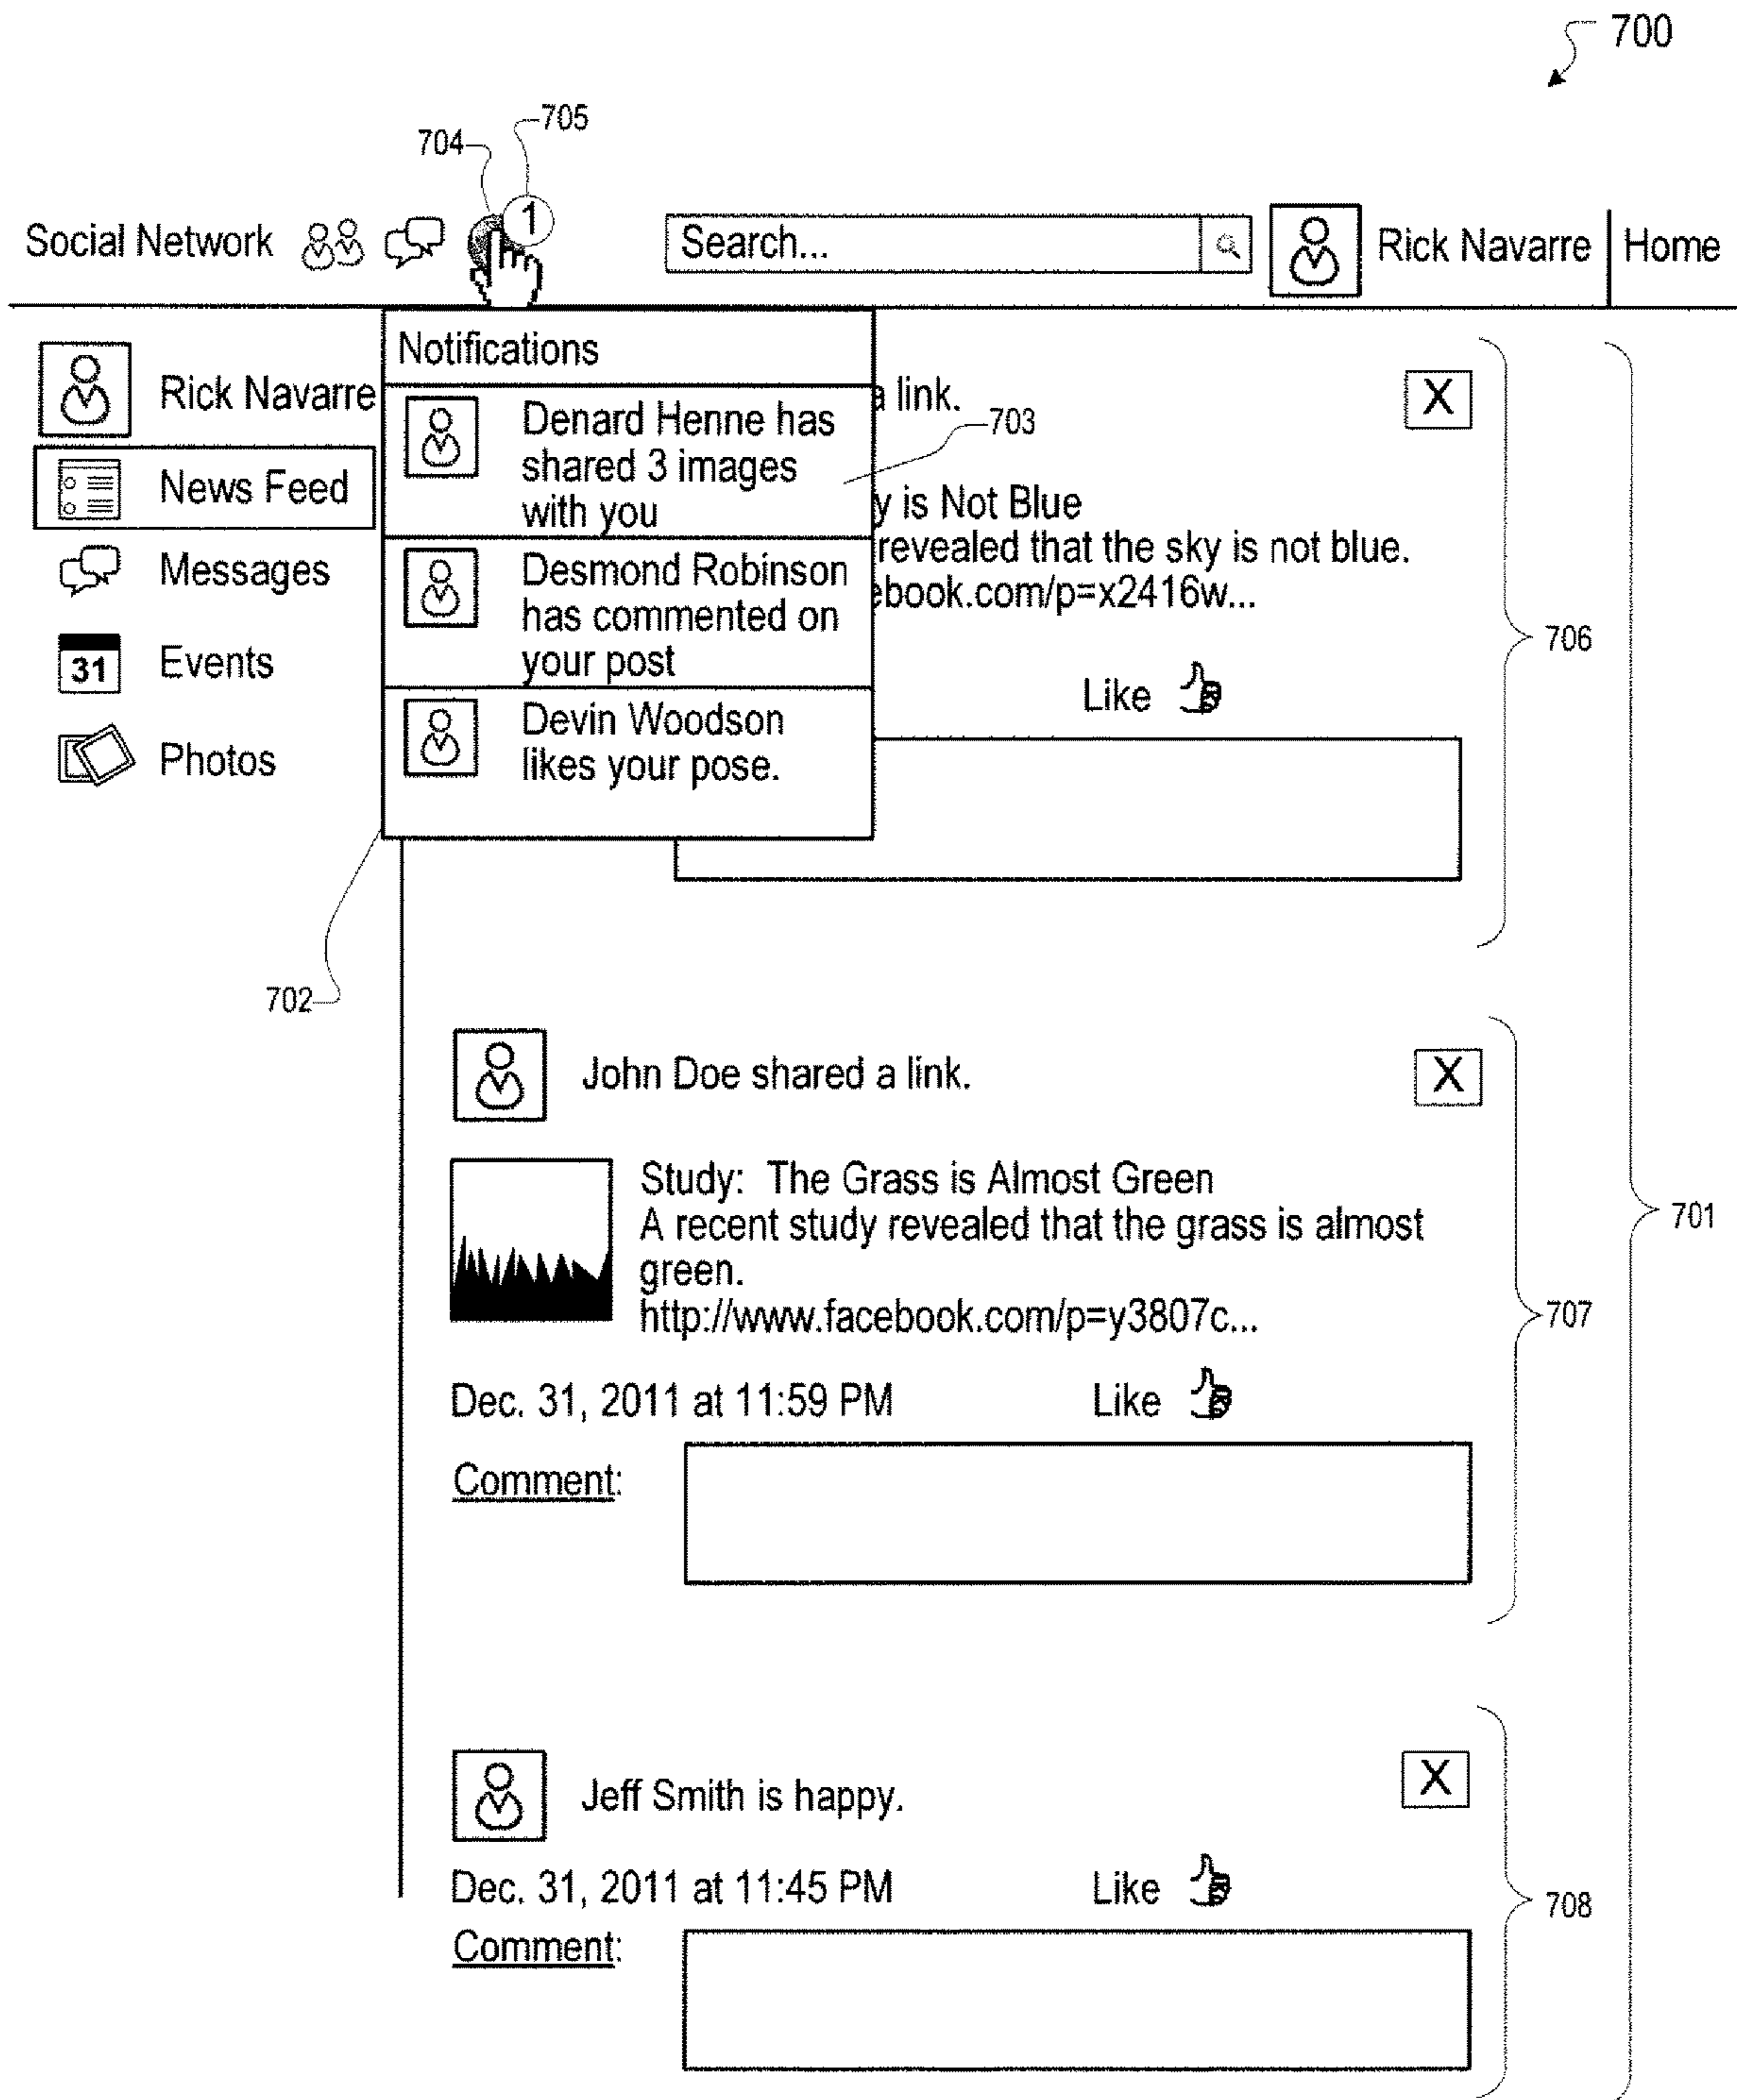 700
705
704
Social Network
1
Search...
Rick Navarre
Home
Rick Navarre
News Feed
Messages
31
Events
Photos
Notifications
Denard Henne has
shared 3 images
with you
Desmond Robinson
has commented on
your post
Devin Woodson
likes your pose.
703
702
link.
X
y is Not Blue
revealed that the sky is not blue.
ebook.com/p=x2416w...
Like
706
John Doe shared a link.
X
Study: The Grass is Almost Green
A recent study revealed that the grass is almost
green.
http://www.facebook.com/p=y3807c...
Dec. 31, 2011 at 11:59 PM
Like
Comment:
707
701
Jeff Smith is happy.
X
Dec. 31, 2011 at 11:45 PM
Like
Comment:
708